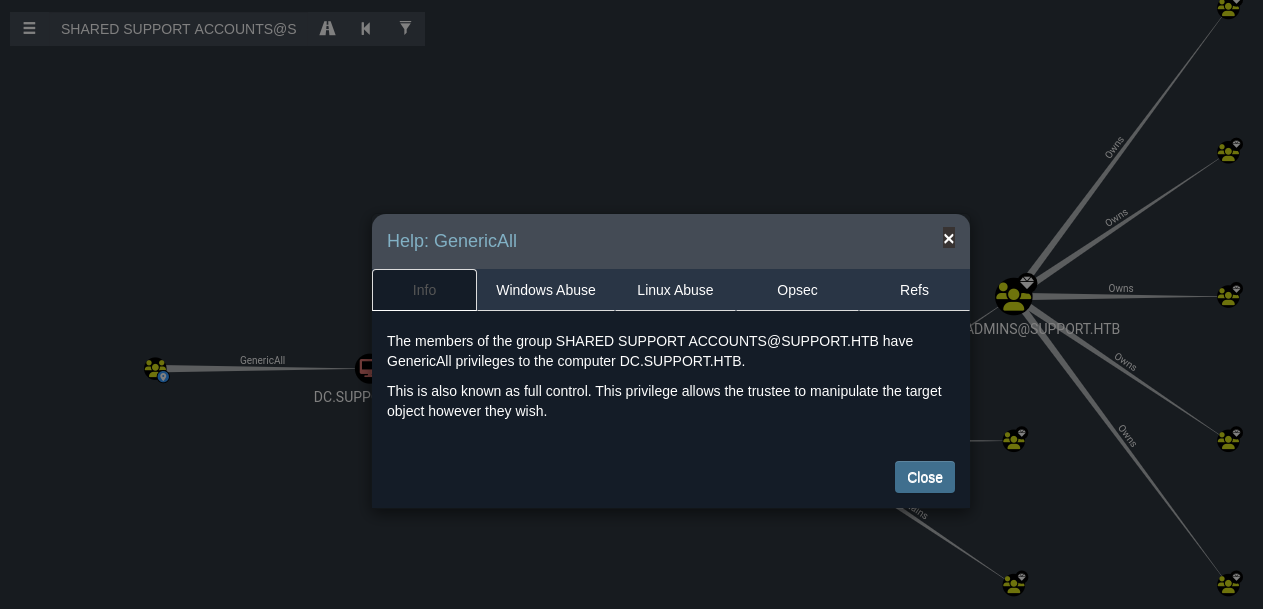 SHARED SUPPORT ACCOUNTS@S
Owns
Owns
Help: GenericAll
×
Info
Windows Abuse
Linux Abuse
Opsec
Refs
Owns
ADMINS@SUPPORT.HTB
The members of the group SHARED SUPPORT ACCOUNTS@SUPPORT.HTB have
GenericAll privileges to the computer DC.SUPPORT.HTB.
GenericAll
Owns
This is also known as full control. This privilege allows the trustee to manipulate the target
object however they wish.
DC.SUPP
Owns
Close